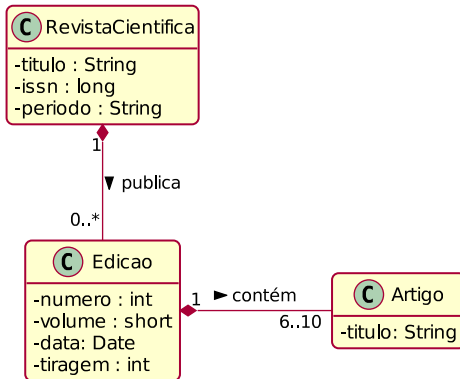 C RevistaCientifica
-titulo : String
-issn : long
-periodo : String
1
publica
0..*
C Edicao
-numero : int
-volume : short
-data: Date
-tiragem : int
1 contém
6..10
C Artigo
-titulo: String